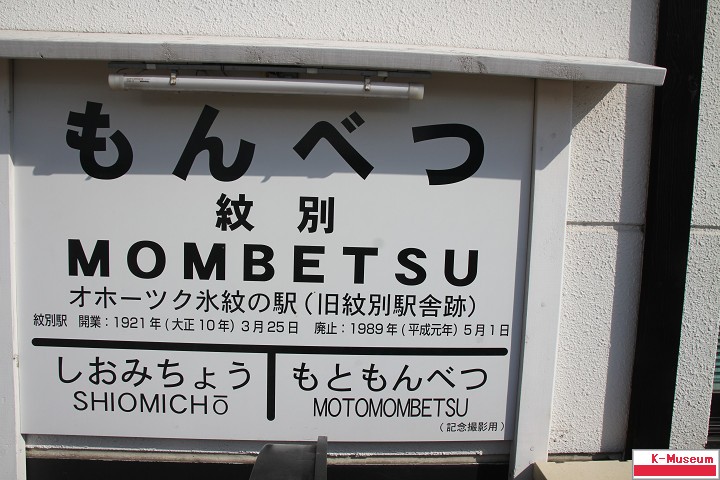 もんべつ
紋別
MOMBETSU
オホーツク氷紋の駅（旧紋別駅舎跡）
紋別駅 開業：1921年（大正10年）3月25日 廃止：1989年（平成元年）5月1日
しおみちょう
SHIOMICHŌ
もともんべつ
MOTOMOMBETSU
（記念撮影用）
K-Museum